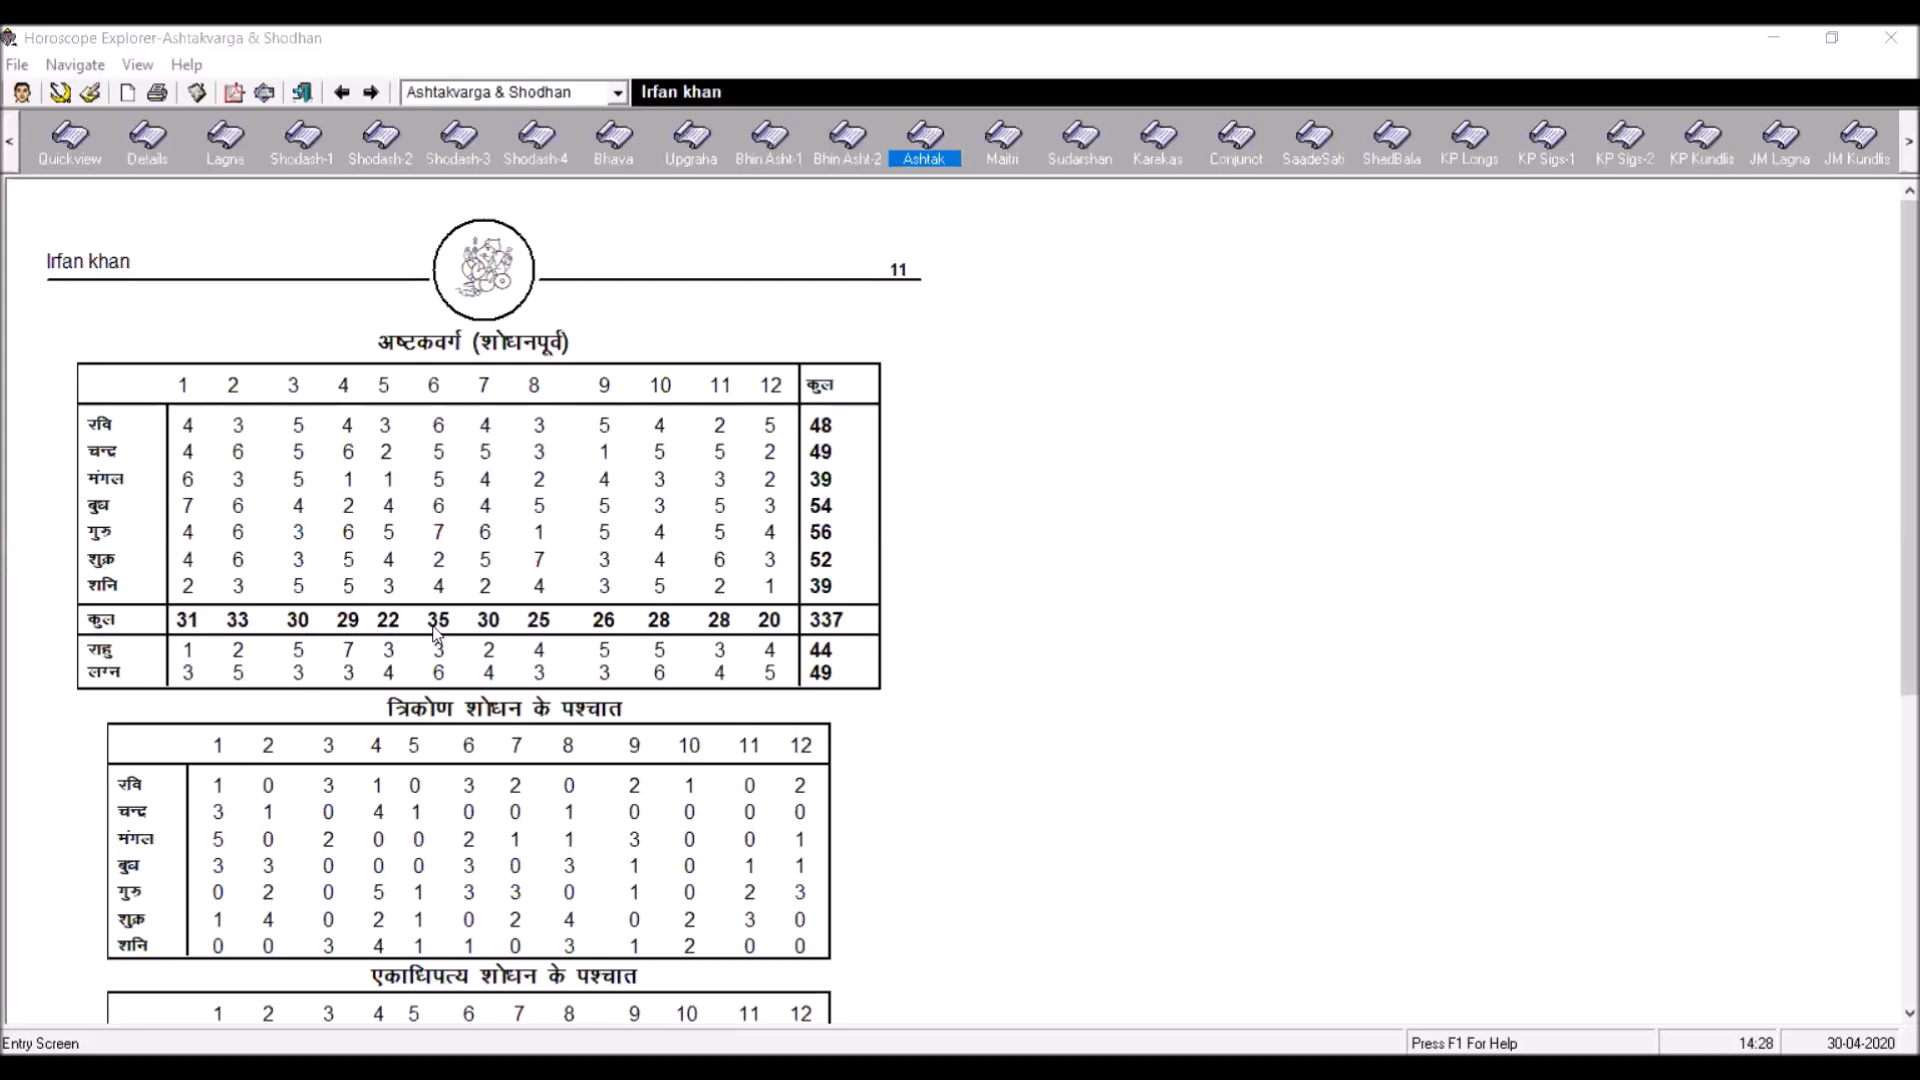 Horoscope Explorer-Ashtakvarga & Shodhan
File Navigate View Help
Ashtakvarga & Shodhan Irfan khan
< Quickview Details Lagna Shodash-1 Shodash-2 Shodash-3 Shodash-4 Bhava Upgraha Bhin Asht-1 Bhin Asht-2 Ashtak Maitri Sudarshan Karakas Conjunct SaadeSati ShadBala KP Longs KP Sigs-1 KP Sigs-2 KP Kundlis JM Lagna JM Kundlis >
Irfan khan 11
अष्टकवर्ग (शोधनपूर्व)
1 2 3 4 5 6 7 8 9 10 11 12 कुल
रवि 4 3 5 4 3 6 4 3 5 4 2 5 48
चन्द्र 4 6 5 6 2 5 5 3 1 5 5 2 49
मंगल 6 3 5 1 1 5 4 2 4 3 3 2 39
बुध 7 6 4 2 4 6 4 5 5 3 5 3 54
गुरु 4 6 3 6 5 7 6 1 5 4 5 4 56
शुक्र 4 6 3 5 4 2 5 7 3 4 6 3 52
शनि 2 3 5 5 3 4 2 4 3 5 2 1 39
कुल 31 33 30 29 22 35 30 25 26 28 28 20 337
राहु 1 2 5 7 3 3 2 4 5 5 3 4 44
लग्न 3 5 3 3 4 6 4 3 3 6 4 5 49
त्रिकोण शोधन के पश्चात
1 2 3 4 5 6 7 8 9 10 11 12
रवि 1 0 3 1 0 3 2 0 2 1 0 2
चन्द्र 3 1 0 4 1 0 0 1 0 0 0 0
मंगल 5 0 2 0 0 2 1 1 3 0 0 1
बुध 3 3 0 0 0 3 0 3 1 0 1 1
गुरु 0 2 0 5 1 3 3 0 1 0 2 3
शुक्र 1 4 0 2 1 0 2 4 0 2 3 0
शनि 0 0 3 4 1 1 0 3 1 2 0 0
एकाधिपत्य शोधन के पश्चात
1 2 3 4 5 6 7 8 9 10 11 12
Entry Screen Press F1 For Help 14:28 30-04-2020